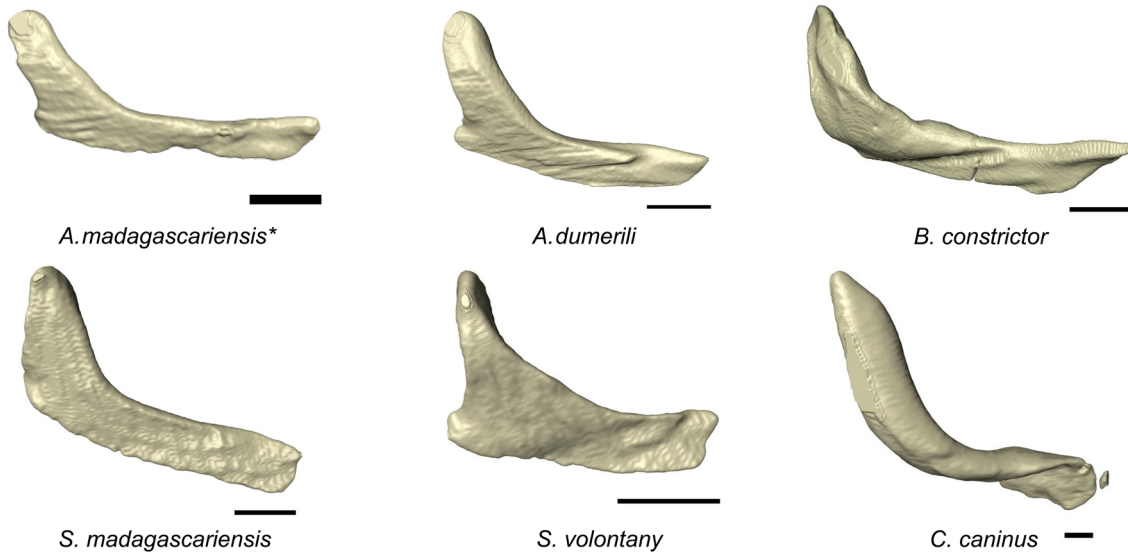 A.madagascariensis*
A.dumerili
B. constrictor
S. madagascariensis
S. volontany
C. caninus